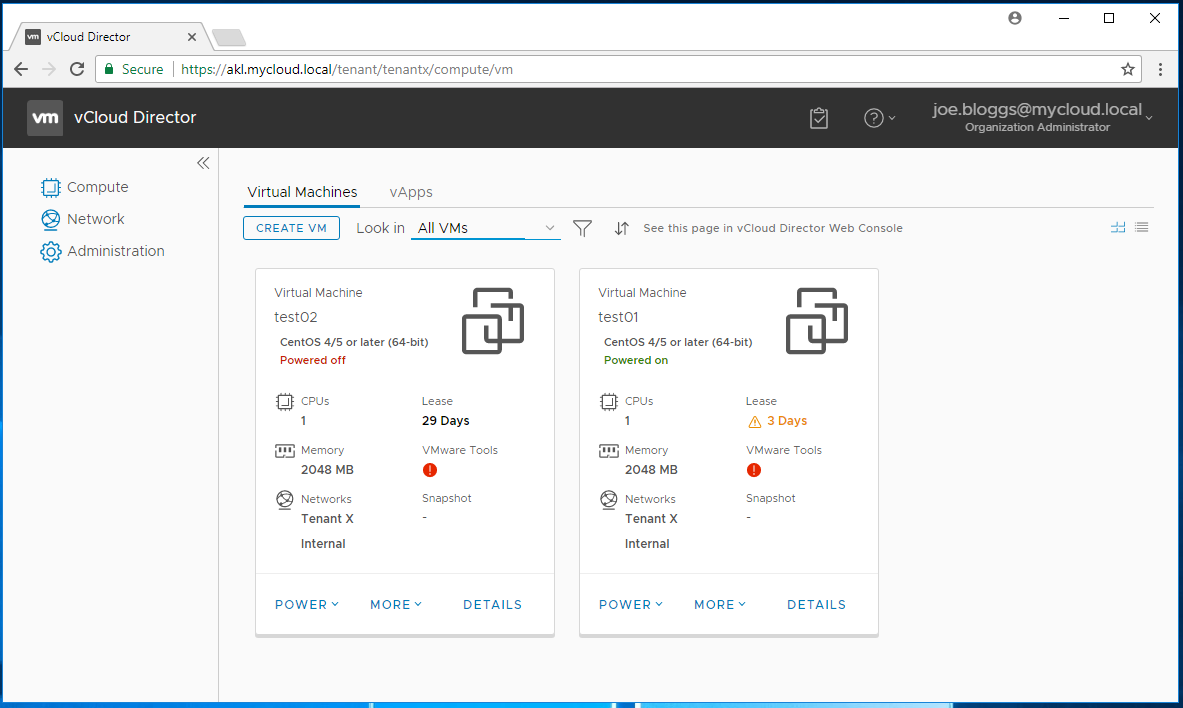 vm vCloud Director
Secure https://akl.mycloud.local/tenant/tenantx/compute/vm
vm vCloud Director
? joe.bloggs@mycloud.local
Organization Administrator
Compute
Network
Administration
Virtual Machines vApps
CREATE VM Look in All VMs See this page in vCloud Director Web Console
Virtual Machine
test02
CentOS 4/5 or later (64-bit)
Powered off
CPUs Lease
1 29 Days
Memory VMware Tools
2048 MB !
Networks Snapshot
Tenant X -
Internal
POWER MORE DETAILS
Virtual Machine
test01
CentOS 4/5 or later (64-bit)
Powered on
CPUs Lease
1 3 Days
Memory VMware Tools
2048 MB !
Networks Snapshot
Tenant X -
Internal
POWER MORE DETAILS